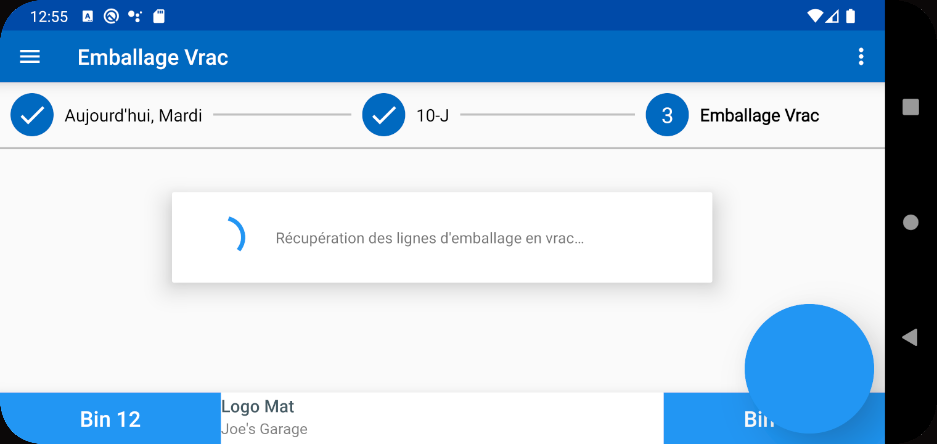 12:55
Emballage Vrac
Aujourd'hui, Mardi
10-J
3
Emballage Vrac
Récupération des lignes d'emballage en vrac...
Bin 12
Logo Mat
Joe's Garage
Bin